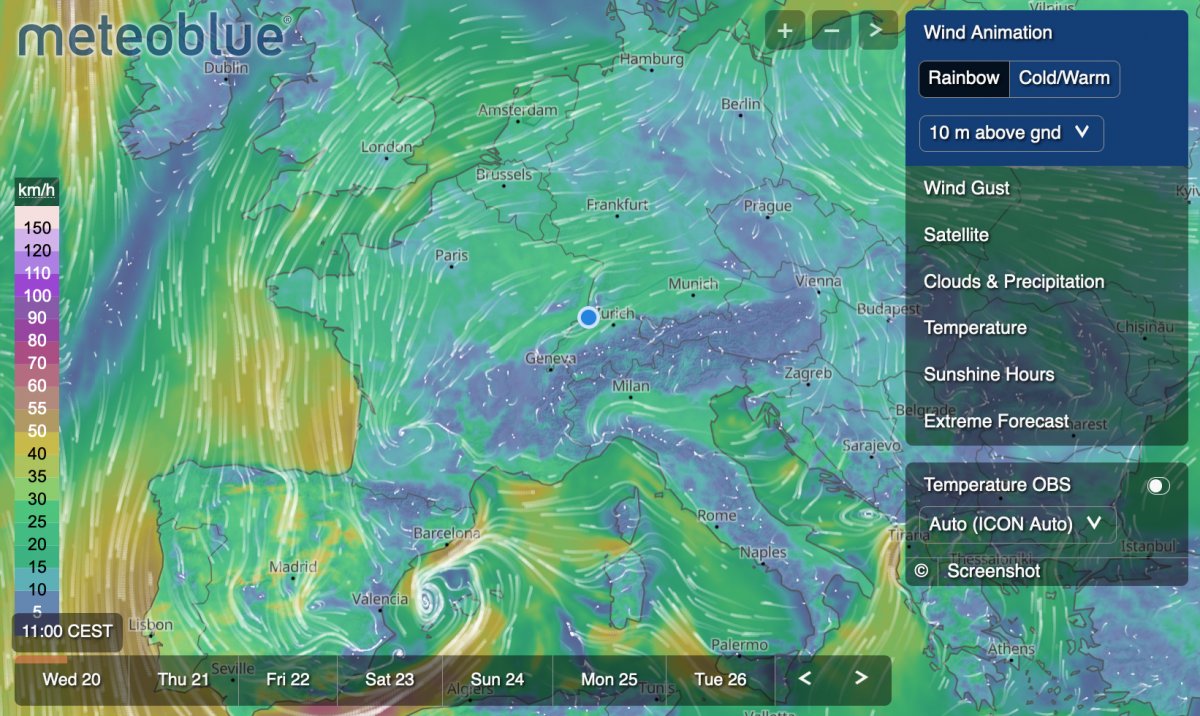 meteoblue®
Vilnius
Wind Animation
Rainbow
Cold/Warm
10 m above gnd
Wind Gust
Satellite
Clouds & Precipitation
Temperature
Sunshine Hours
Extreme Forecast
Temperature OBS
Auto (ICON Auto)
© Screenshot
+
−
>
Dublin
Hamburg
Amsterdam
Berlin
London
Brussels
Frankfurt
Prague
Paris
Munich
Vienna
Budapest
Chișinău
Geneva
Milan
Zagreb
Belgrade
Sarajevo
Rome
Barcelona
Naples
Tirana
Thessaloniki
Istanbul
Madrid
Valencia
Lisbon
Palermo
Athens
Seville
Algiers
Tunis
Valletta
km/h
150
120
110
100
90
80
70
60
55
50
40
35
30
25
20
15
10
5
11:00 CEST
Wed 20
Thu 21
Fri 22
Sat 23
Sun 24
Mon 25
Tue 26
<
>